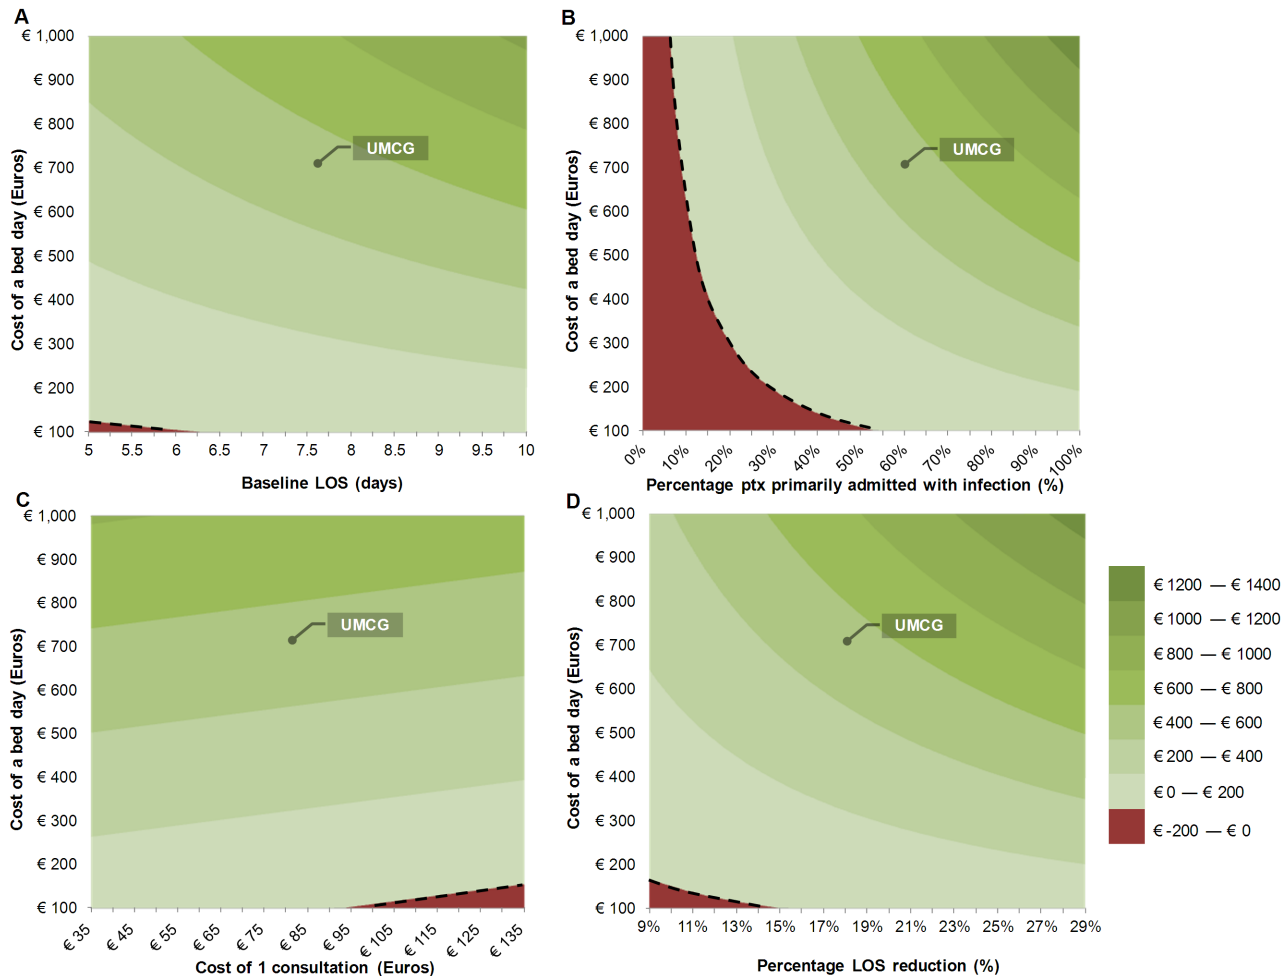 A
Cost of a bed day (Euros)
€ 1,000
€ 900
€ 800
€ 700
€ 600
€ 500
€ 400
€ 300
€ 200
€ 100
UMCG
5 5.5 6 6.5 7 7.5 8 8.5 9 9.5 10
Baseline LOS (days)
B
Cost of a bed day (Euros)
€ 1,000
€ 900
€ 800
€ 700
€ 600
€ 500
€ 400
€ 300
€ 200
€ 100
UMCG
0% 10% 20% 30% 40% 50% 60% 70% 80% 90% 100%
Percentage ptx primarily admitted with infection (%)
C
Cost of a bed day (Euros)
€ 1,000
€ 900
€ 800
€ 700
€ 600
€ 500
€ 400
€ 300
€ 200
€ 100
UMCG
€ 35 € 45 € 55 € 65 € 75 € 85 € 95 € 105 € 115 € 125 € 135
Cost of 1 consultation (Euros)
D
Cost of a bed day (Euros)
€ 1,000
€ 900
€ 800
€ 700
€ 600
€ 500
€ 400
€ 300
€ 200
€ 100
UMCG
9% 11% 13% 15% 17% 19% 21% 23% 25% 27% 29%
Percentage LOS reduction (%)
€ 1200 — € 1400
€ 1000 — € 1200
€ 800 — € 1000
€ 600 — € 800
€ 400 — € 600
€ 200 — € 400
€ 0 — € 200
€ -200 — € 0